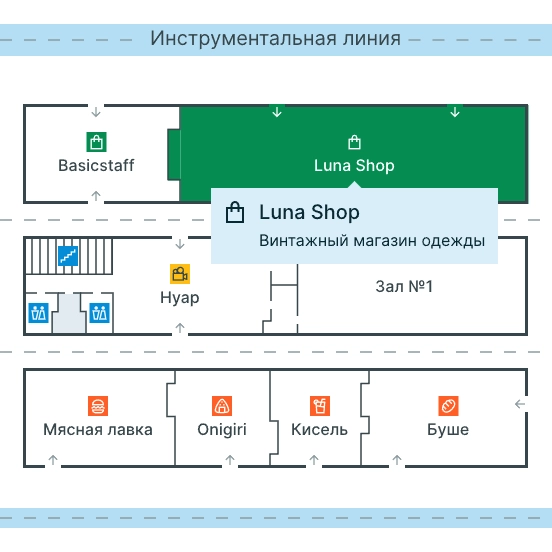 Инструментальная линия
Basicstaff
Luna Shop
Luna Shop
Винтажный магазин одежды
Нуар
Зал №1
Мясная лавка
Onigiri
Кисель
Буше